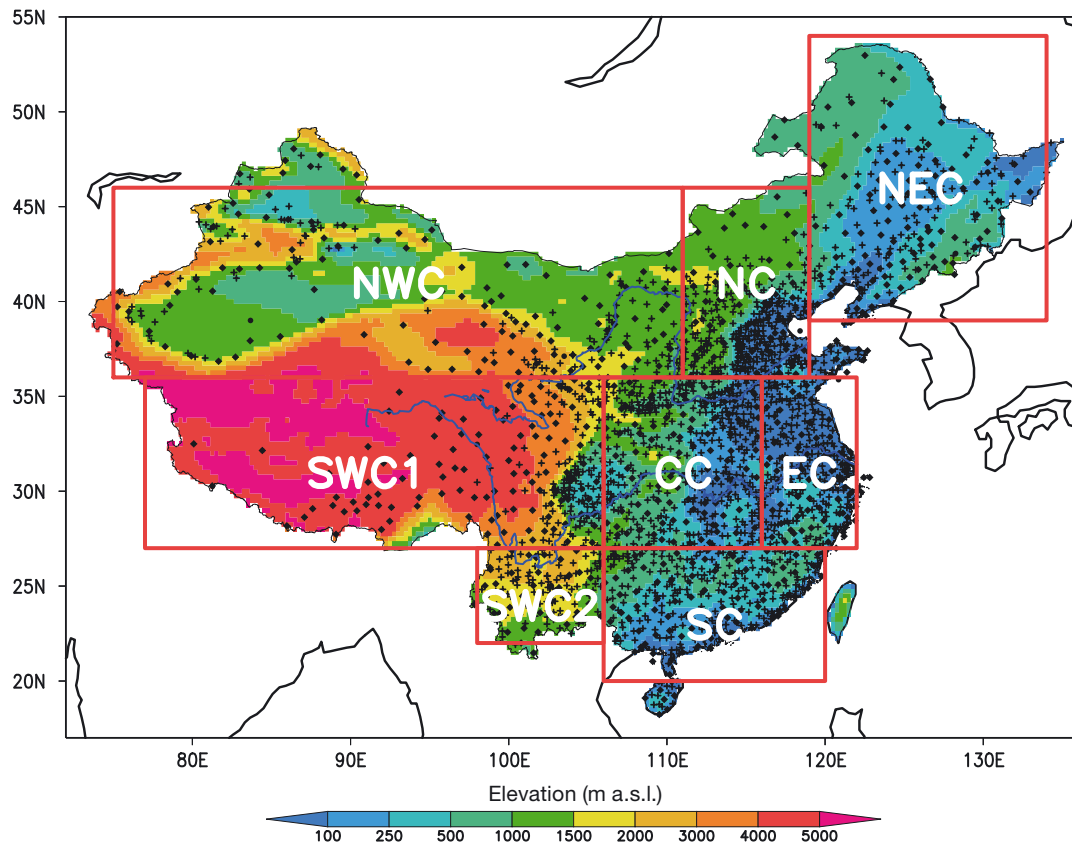 55N
50N
45N
40N
35N
30N
25N
20N
NEC
NWC
NC
SWC1
CC
EC
SWC2
SC
80E 90E 100E 110E 120E 130E
Elevation (m a.s.l.)
100 250 500 1000 1500 2000 3000 4000 5000